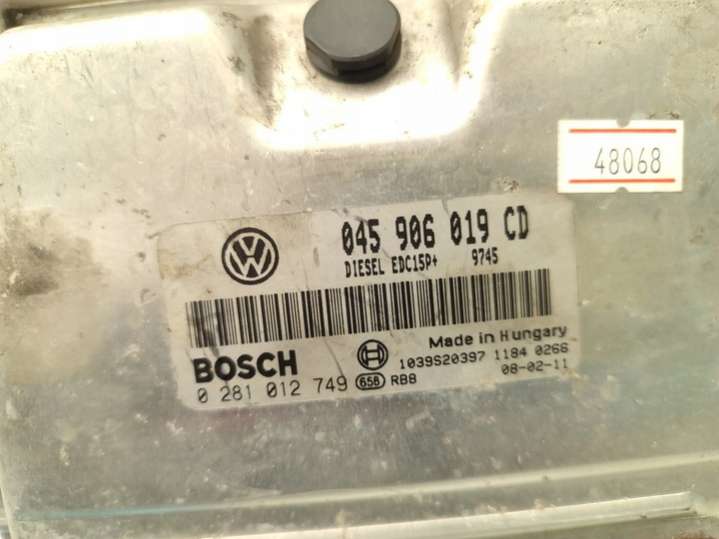 48068
045 906 019 CD
DIESEL EDC15P+ 9745
Made in Hungary
BOSCH
1039S20397 1184 0266
0 281 012 749 658 RBB 08-02-11